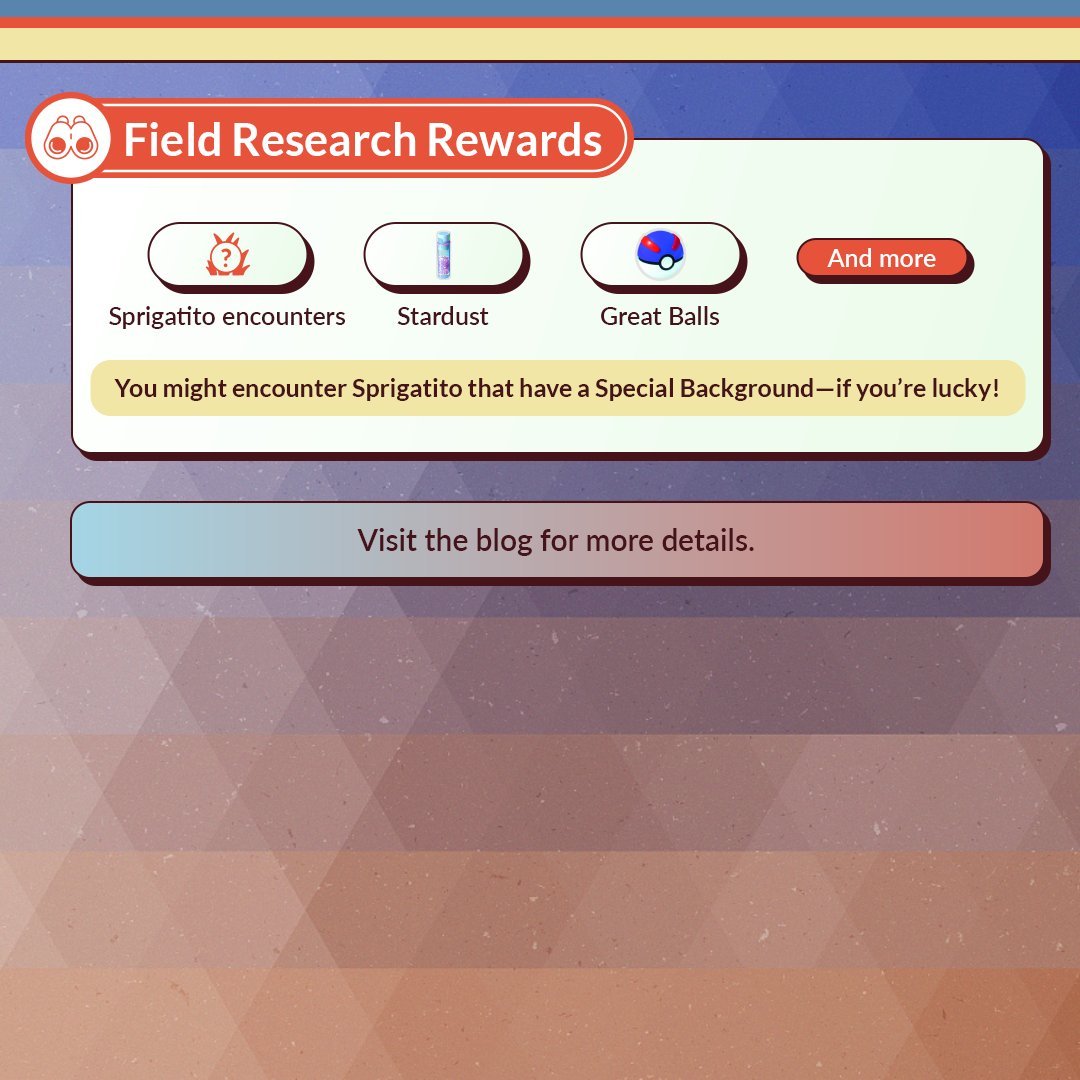 Field Research Rewards
?
And more
Sprigatito encounters
Stardust
Great Balls
You might encounter Sprigatito that have a Special Background—if you’re lucky!
Visit the blog for more details.